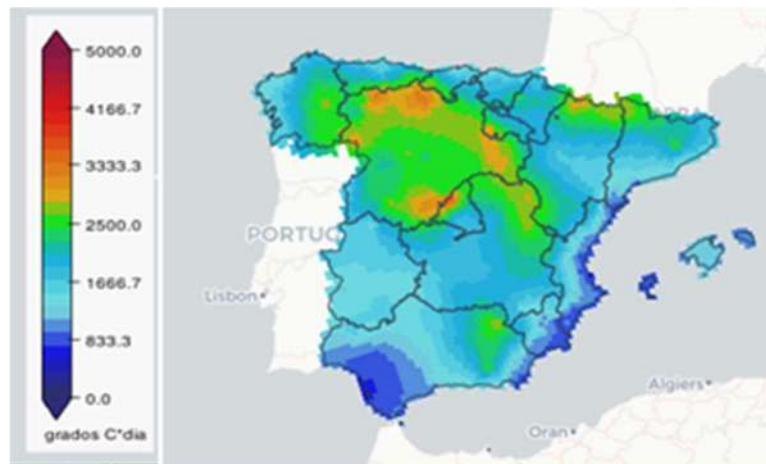 5000.0
4166.7
3333.3
2500.0
1666.7
833.3
0.0
grados C*dia
PORTUG
Lisbon
Algiers
Oran